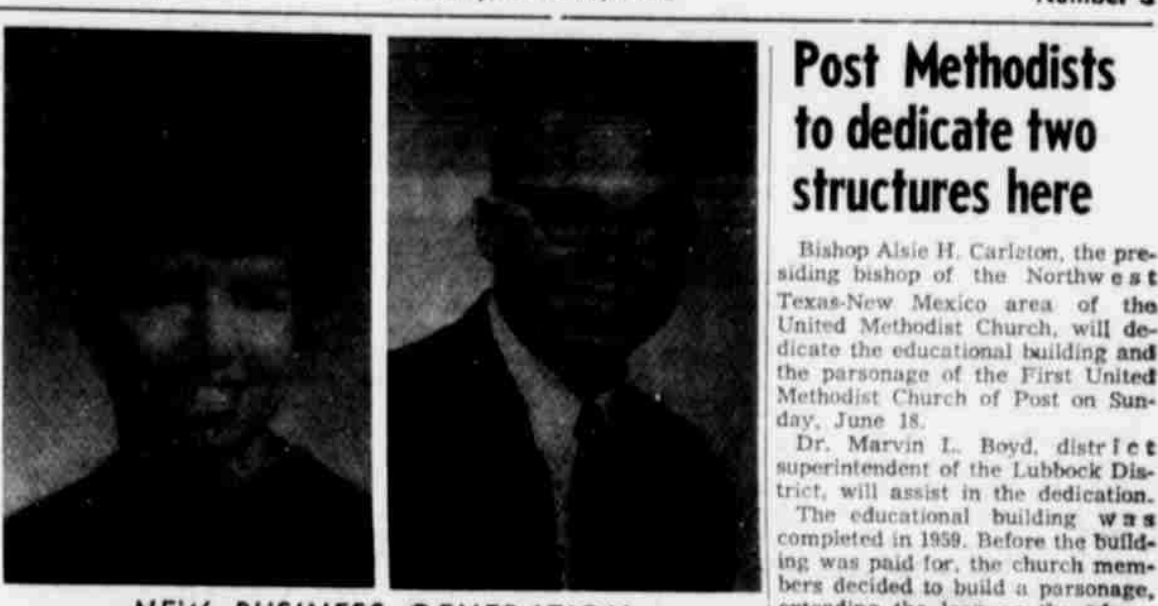 Number
Post Methodists
to dedicate two
structures here
Bishop Alsie H. Carleton, the pre-
siding bishop of the Northwest
Texas-New Mexico area of the
United Methodist Church, will de-
dicate the educational building and
the parsonage of the First United
Methodist Church of Post on Sun-
day, June 18.
Dr. Marvin L. Boyd, district
superintendent of the Lubbock Dis-
trict, will assist in the dedication.
The educational building was
completed in 1959. Before the build-
ing was paid for, the church mem-
bers decided to build a parsonage,
NEW BUSINESS